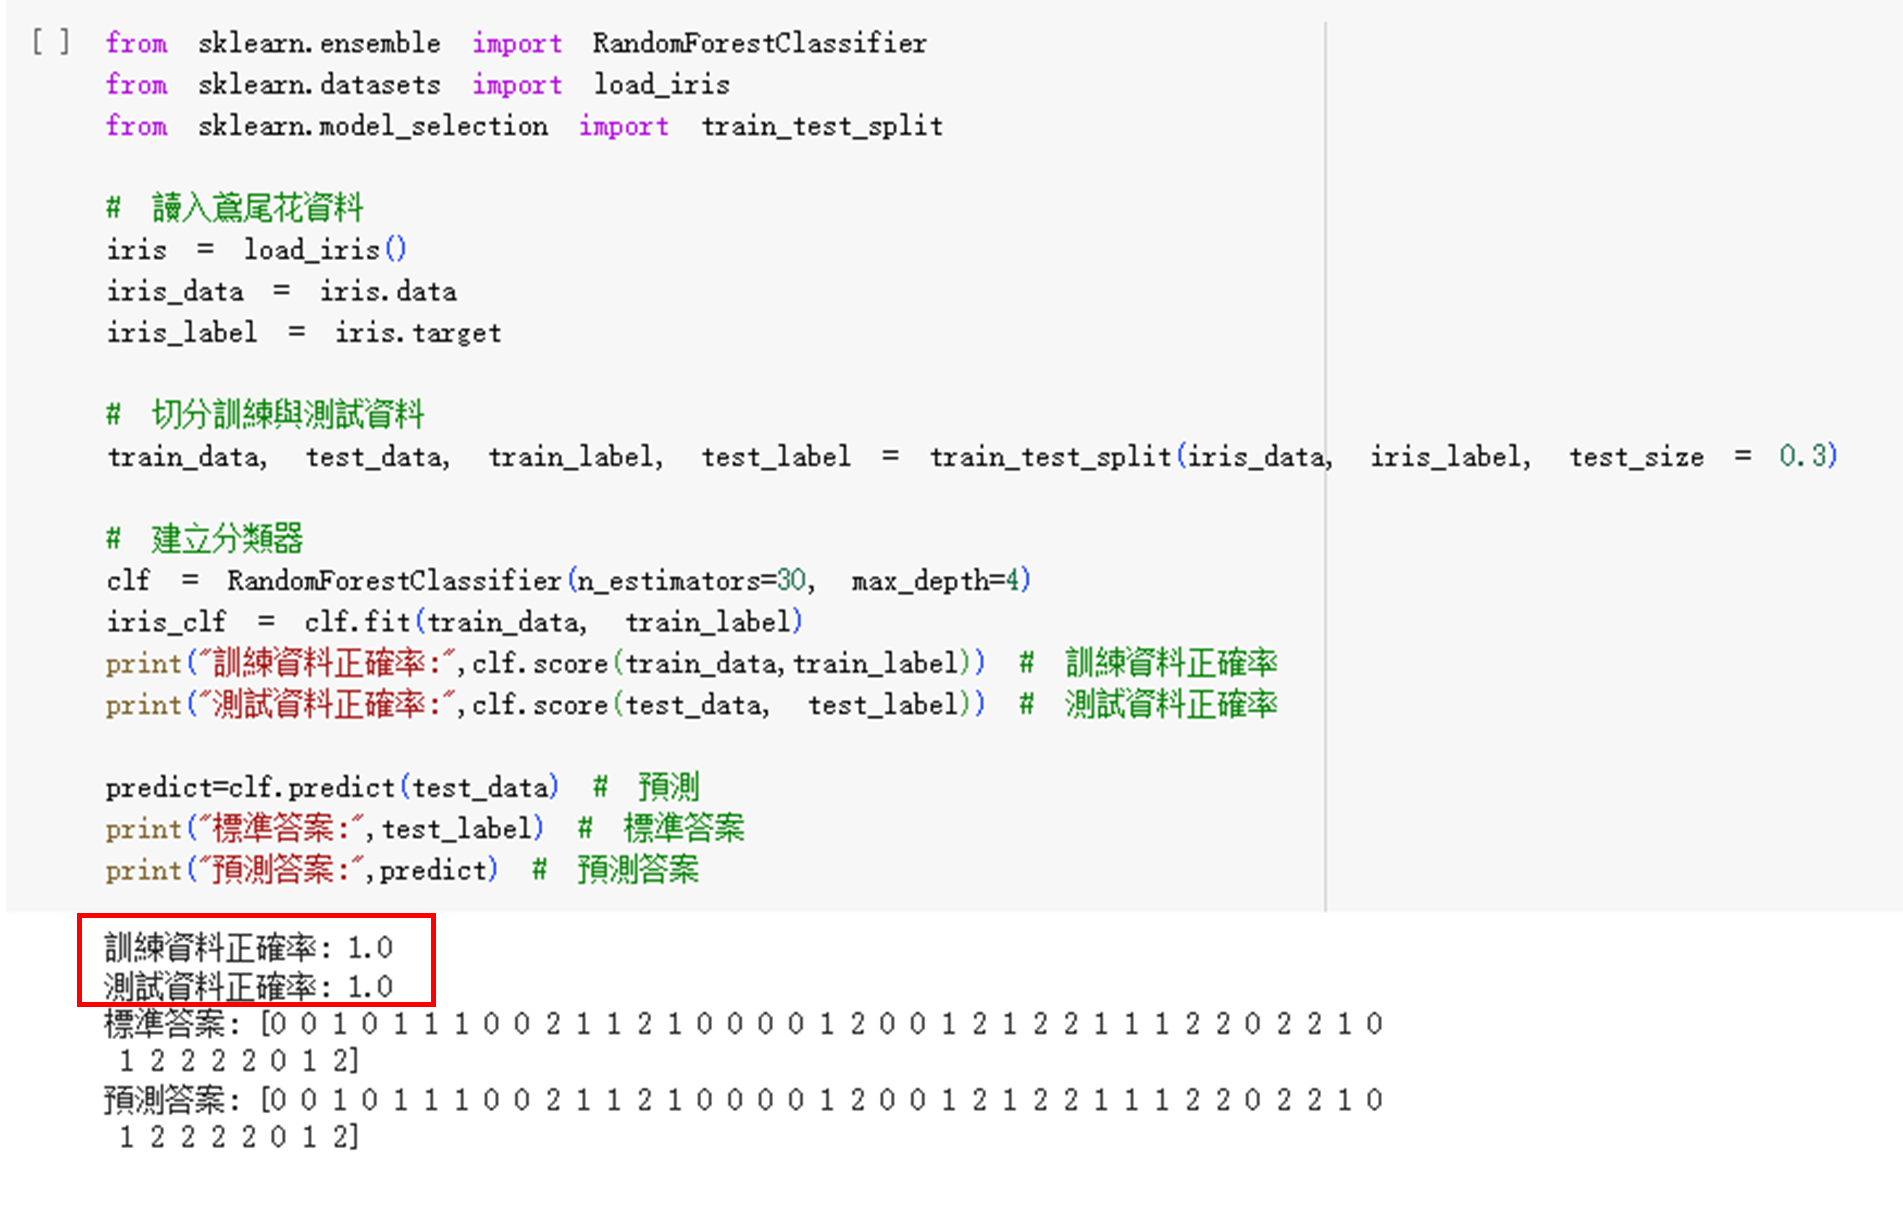 [ ] from sklearn.ensemble import RandomForestClassifier
from sklearn.datasets import load_iris
from sklearn.model_selection import train_test_split
# 讀入鳶尾花資料
iris = load_iris()
iris_data = iris.data
iris_label = iris.target
# 切分訓練與測試資料
train_data, test_data, train_label, test_label = train_test_split(iris_data, iris_label, test_size = 0.3)
# 建立分類器
clf = RandomForestClassifier(n_estimators=30, max_depth=4)
iris_clf = clf.fit(train_data, train_label)
print("訓練資料正確率:",clf.score(train_data,train_label)) # 訓練資料正確率
print("測試資料正確率:",clf.score(test_data, test_label)) # 測試資料正確率
predict=clf.predict(test_data) # 預測
print("標準答案:",test_label) # 標準答案
print("預測答案:",predict) # 預測答案
訓練資料正確率: 1.0
測試資料正確率: 1.0
標準答案: [0 0 1 0 1 1 1 0 0 2 1 1 2 1 0 0 0 0 1 2 0 0 1 2 1 2 2 1 1 1 2 2 0 2 2 1 0
1 2 2 2 2 0 1 2]
預測答案: [0 0 1 0 1 1 1 0 0 2 1 1 2 1 0 0 0 0 1 2 0 0 1 2 1 2 2 1 1 1 2 2 0 2 2 1 0
1 2 2 2 2 0 1 2]